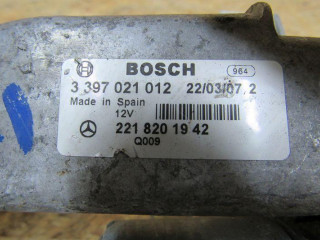 BOSCH 964
3 397 021 012 22/03/07, 2
Made in Spain
12V
221 820 19 42
Q009